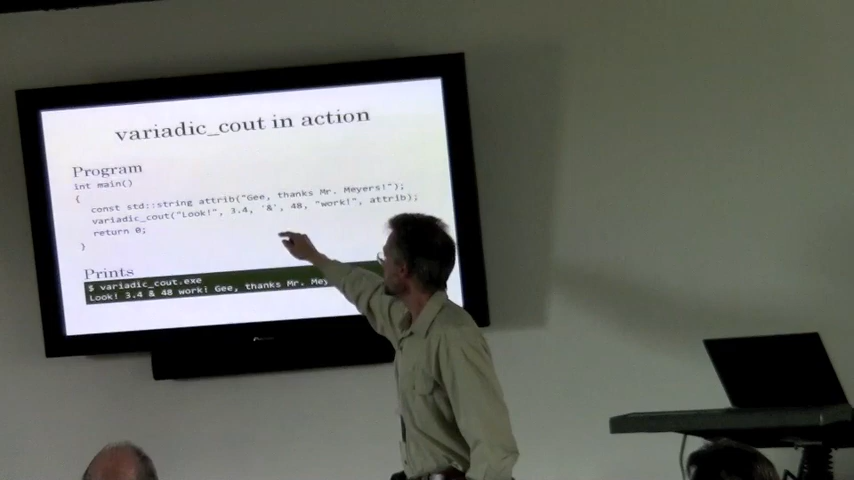 variadic_cout in action
Program
int main()
{
const std::string attrib("Gee, thanks Mr. Meyers!");
variadic_cout("Look!", 3.4, '&', 48, "work!", attrib);
return 0;
}
Prints
$ variadic_cout.exe
Look! 3.4 & 48 work! Gee, thanks Mr.